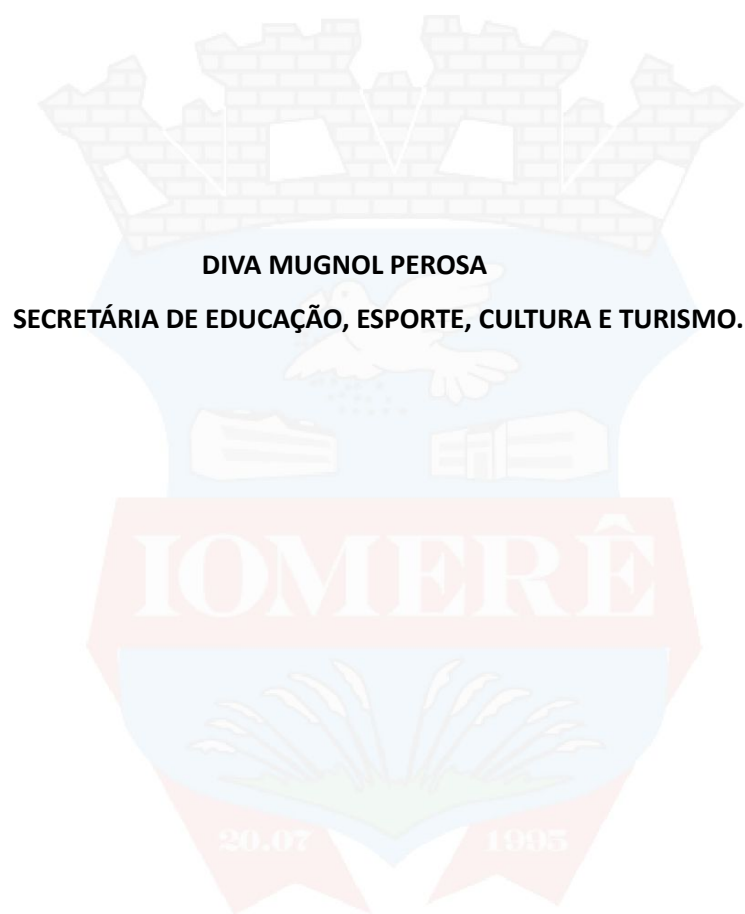 DIVA MUGNOL PEROSA
SECRETÁRIA DE EDUCAÇÃO, ESPORTE, CULTURA E TURISMO.
IOMERÊ
20.07 1995